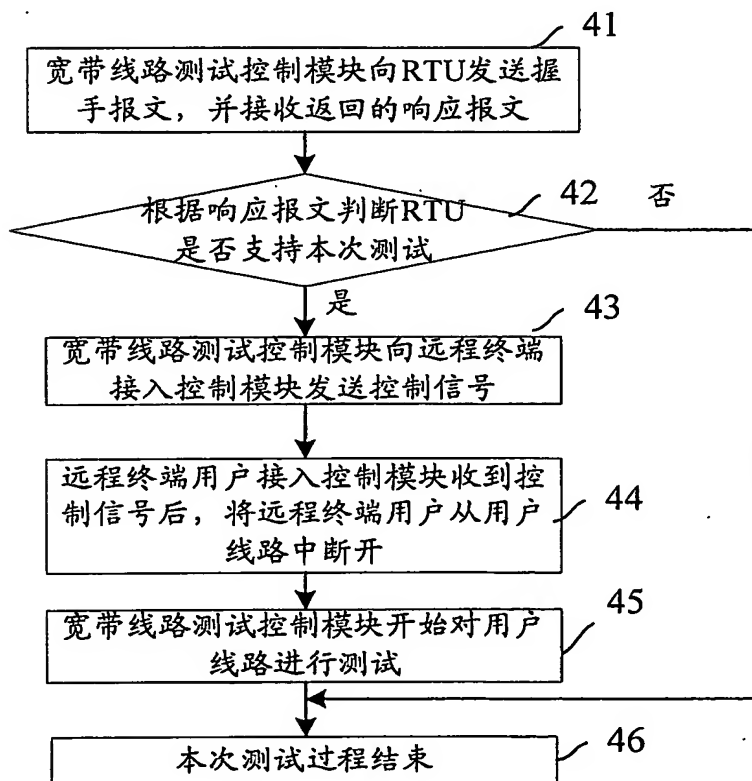 41
宽带线路测试控制模块向RTU发送握
手报文，并接收返回的响应报文
42
否
根据响应报文判断RTU
是否支持本次测试
是
43
宽带线路测试控制模块向远程终端
接入控制模块发送控制信号
远程终端用户接入控制模块收到控
制信号后，将远程终端用户从用户
线路中断开
44
45
宽带线路测试控制模块开始对用户
线路进行测试
本次测试过程结束
46